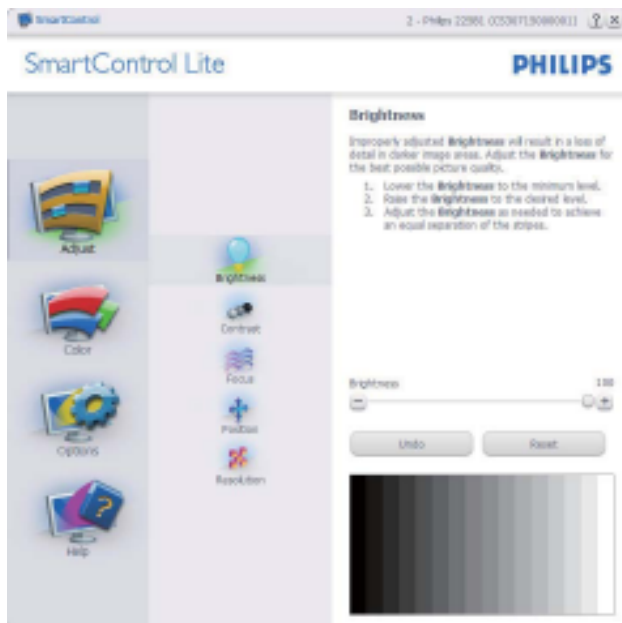 SmartControl
2 - Philips 229B1
SmartControl Lite
PHILIPS
Adjust
Color
Options
Help
Brightness
Contrast
Focus
Position
Resolution
Brightness
Improperly adjusted Brightness will result in a loss of
detail in darker image areas. Adjust the Brightness for
the best possible picture quality.
1. Lower the Brightness to the minimum level.
2. Raise the Brightness to the desired level.
3. Adjust the Brightness as needed to achieve
an equal separation of the stripes.
Brightness 100
Undo Reset